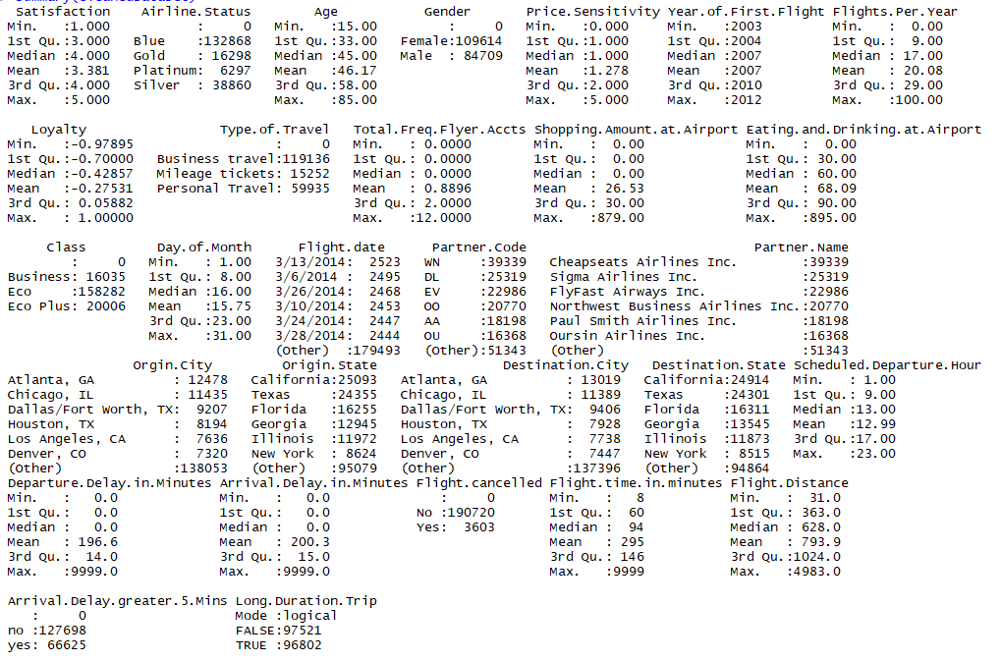 Satisfaction Airline.Status Age Gender Price.Sensitivity Year.of.First.Flight Flights.Per.Year
Min. :1.000 : 0 Min. :15.00 : 0 Min. :0.000 Min. :2003 Min. : 0.00
1st Qu.:3.000 Blue :132868 1st Qu.:33.00 Female:109614 1st Qu.:1.000 1st Qu.:2004 1st Qu.: 9.00
Median :4.000 Gold : 16298 Median :45.00 Male : 84709 Median :1.000 Median :2007 Median : 17.00
Mean :3.381 Platinum: 6297 Mean :46.17 Mean :1.278 Mean :2007 Mean : 20.08
3rd Qu.:4.000 Silver : 38860 3rd Qu.:58.00 3rd Qu.:2.000 3rd Qu.:2010 3rd Qu.: 29.00
Max. :5.000 Max. :85.00 Max. :5.000 Max. :2012 Max. :100.00
Loyalty Type.of.Travel Total.Freq.Flyer.Accts Shopping.Amount.at.Airport Eating.and.Drinking.at.Airport
Min. :-0.97895 : 0 Min. : 0.0000 Min. : 0.00 Min. : 0.00
1st Qu.:-0.70000 Business travel:119136 1st Qu.: 0.0000 1st Qu.: 0.00 1st Qu.: 30.00
Median :-0.42857 Mileage tickets: 15252 Median : 0.0000 Median : 0.00 Median : 60.00
Mean :-0.27531 Personal Travel: 59935 Mean : 0.8896 Mean : 26.53 Mean : 68.09
3rd Qu.: 0.05882 3rd Qu.: 2.0000 3rd Qu.: 30.00 3rd Qu.: 90.00
Max. : 1.00000 Max. :12.0000 Max. :879.00 Max. :895.00
Class Day.of.Month Flight.date Partner.Code Partner.Name
: 0 Min. : 1.00 3/13/2014: 2523 WN :39339 Cheapseats Airlines Inc. :39339
Business: 16035 1st Qu.: 8.00 3/6/2014 : 2495 DL :25319 Sigma Airlines Inc. :25319
Eco :158282 Median :16.00 3/26/2014: 2468 EV :22986 FlyFast Airways Inc. :22986
Eco Plus: 20006 Mean :15.75 3/10/2014: 2453 OO :20770 Northwest Business Airlines Inc.:20770
3rd Qu.:23.00 3/24/2014: 2447 AA :18198 Paul Smith Airlines Inc. :18198
Max. :31.00 3/28/2014: 2444 OU :16368 Oursin Airlines Inc. :16368
(Other) :179493 (Other):51343 (Other) :51343
Orgin.City Origin.State Destination.City Destination.State Scheduled.Departure.Hour
Atlanta, GA : 12478 California:25093 Atlanta, GA : 13019 California:24914 Min. : 1.00
Chicago, IL : 11435 Texas :24355 Chicago, IL : 11389 Texas :24301 1st Qu.: 9.00
Dallas/Fort Worth, TX: 9207 Florida :16255 Dallas/Fort Worth, TX: 9406 Florida :16311 Median :13.00
Houston, TX : 8194 Georgia :12945 Houston, TX : 7928 Georgia :13545 Mean :12.99
Los Angeles, CA : 7636 Illinois :11972 Los Angeles, CA : 7738 Illinois :11873 3rd Qu.:17.00
Denver, CO : 7320 New York : 8624 Denver, CO : 7447 New York : 8515 Max. :23.00
(Other) :138053 (Other) :95079 (Other) :137396 (Other) :94864
Departure.Delay.in.Minutes Arrival.Delay.in.Minutes Flight.cancelled Flight.time.in.minutes Flight.Distance
Min. : 0.0 Min. : 0.0 : 0 Min. : 8 Min. : 31.0
1st Qu.: 0.0 1st Qu.: 0.0 No :190720 1st Qu.: 60 1st Qu.: 363.0
Median : 0.0 Median : 0.0 Yes: 3603 Median : 94 Median : 628.0
Mean : 196.6 Mean : 200.3 Mean : 295 Mean : 793.9
3rd Qu.: 14.0 3rd Qu.: 15.0 3rd Qu.: 146 3rd Qu.:1024.0
Max. :9999.0 Max. :9999.0 Max. :9999 Max. :4983.0
Arrival.Delay.greater.5.Mins Long.Duration.Trip
: 0 Mode :logical
no :127698 FALSE:97521
yes: 66625 TRUE :96802